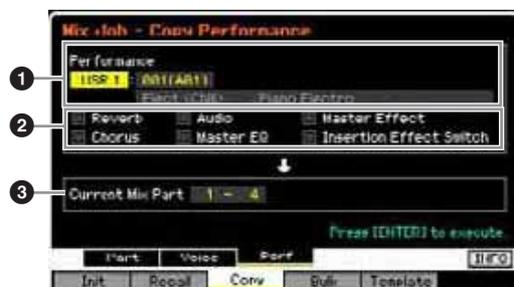 Mix Job - Copy Performance
1
Performance
USR 1 001(A01)
Piano Electro
2
Reverb Audio Master Effect
Chorus Master EQ Insertion Effect Switch
3
Current Mix Part 1 - 4
Press [ENTER] to execute
Part Voice Perf INFO
Init Recall Copy Bulk Template